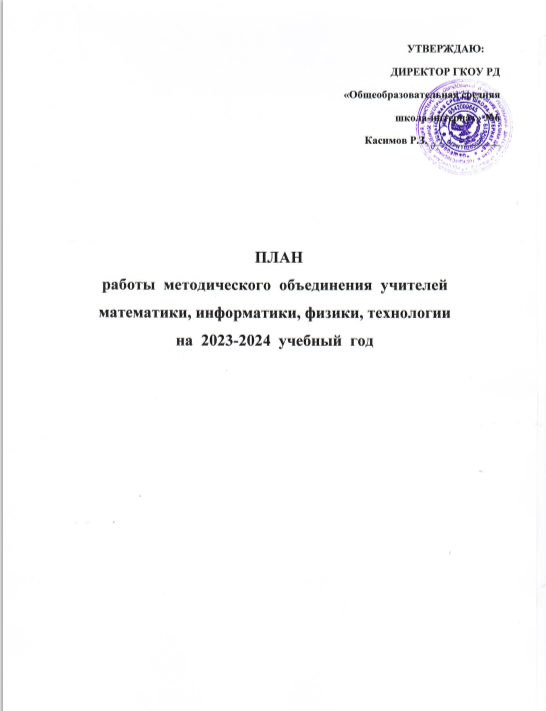 УТВЕРЖДАЮ:
ДИРЕКТОР ГКОУ РД
«Общеобразовательная средняя
школа-интернат» №6
Касимов Р.З.
ПЛАН
работы методического объединения учителей
математики, информатики, физики, технологии
на 2023-2024 учебный год